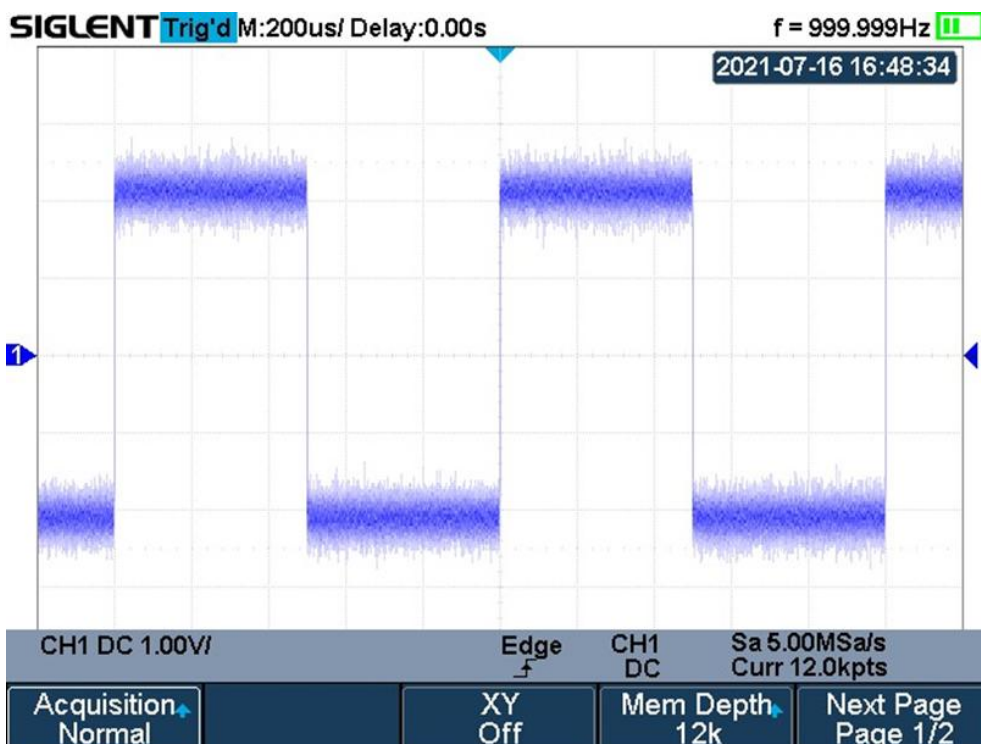 SIGLENT Trig'd M:200us/ Delay:0.00s f = 999.999Hz
2021-07-16 16:48:34
1
CH1 DC 1.00V/ Edge CH1 Sa 5.00MSa/s
DC Curr 12.0kpts
Acquisition XY Mem Depth Next Page
Normal Off 12k Page 1/2